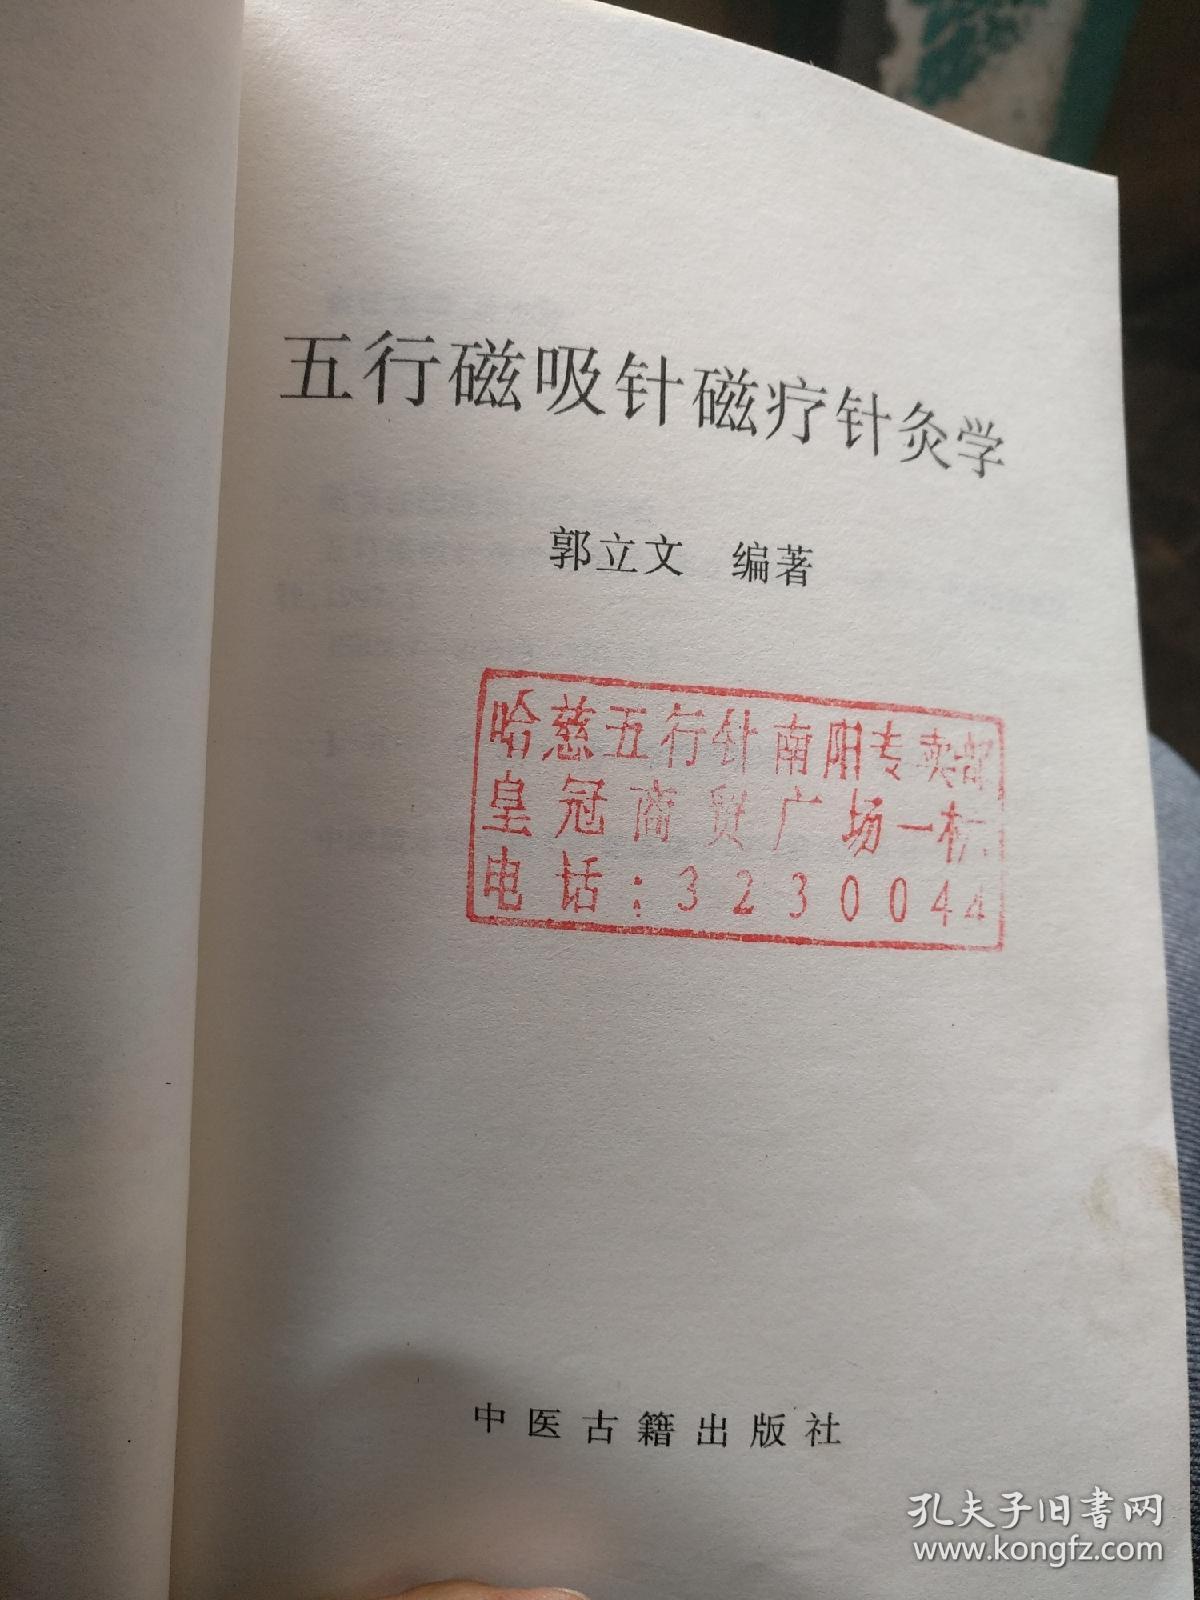 五行磁吸针磁疗针灸学
郭立文 编著
哈慈五行针南阳专卖部
皇冠商贸广场一栋
电话：3230044
中医古籍出版社
孔夫子旧书网
www.kongfz.com